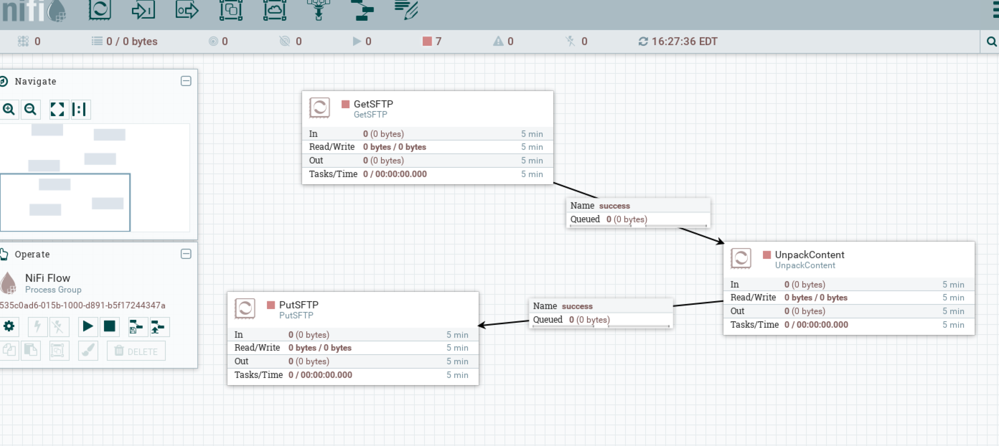 nifi
0
0 / 0 bytes
0
0
0
7
0
0
16:27:36 EDT
Navigate
GetSFTP
GetSFTP
In 0 (0 bytes) 5 min
Read/Write 0 bytes / 0 bytes 5 min
Out 0 (0 bytes) 5 min
Tasks/Time 0 / 00:00:00.000 5 min
Name success
Queued 0 (0 bytes)
UnpackContent
UnpackContent
In 0 (0 bytes) 5 min
Read/Write 0 bytes / 0 bytes 5 min
Out 0 (0 bytes) 5 min
Tasks/Time 0 / 00:00:00.000 5 min
Operate
NiFi Flow
Process Group
535c0ad6-015b-1000-d891-b5f17244347a
DELETE
PutSFTP
PutSFTP
In 0 (0 bytes) 5 min
Read/Write 0 bytes / 0 bytes 5 min
Out 0 (0 bytes) 5 min
Tasks/Time 0 / 00:00:00.000 5 min
Name success
Queued 0 (0 bytes)